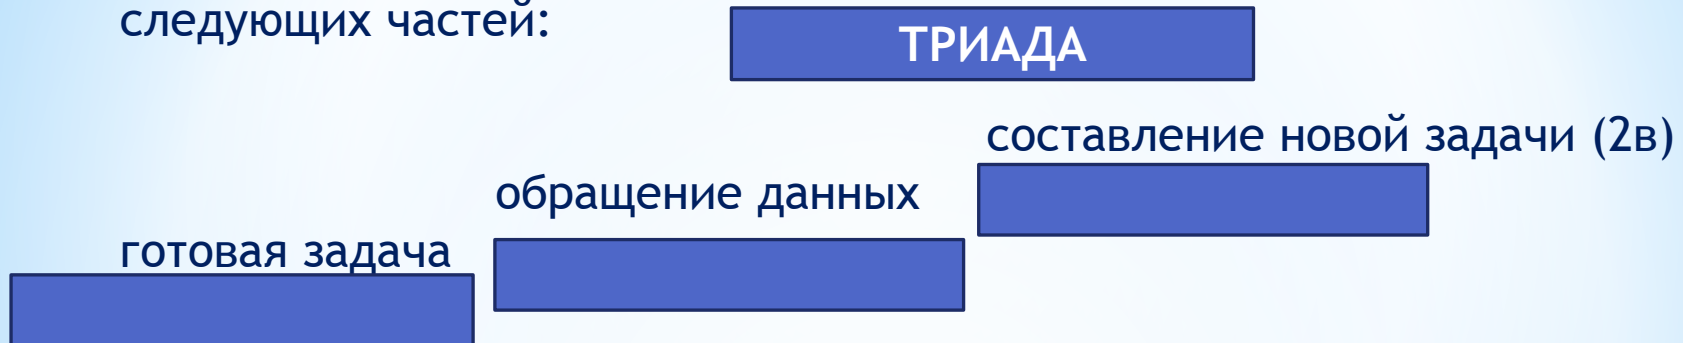 следующих частей:
ТРИАДА
составление новой задачи (2в)
обращение данных
готовая задача